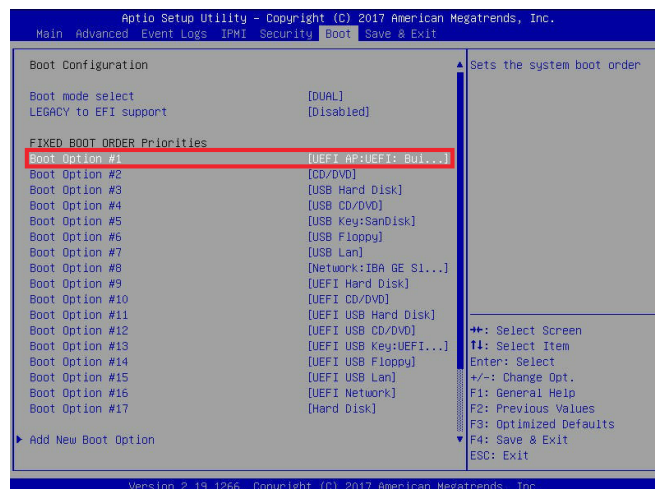 Aptio Setup Utility – Copyright (C) 2017 American Megatrends, Inc.
Main Advanced Event Logs IPMI Security Boot Save & Exit
Boot Configuration
Sets the system boot order
Boot mode select [DUAL]
LEGACY to EFI support [Disabled]
FIXED BOOT ORDER Priorities
Boot Option #1 [UEFI AP:UEFI: Bui...]
Boot Option #2 [CD/DVD]
Boot Option #3 [USB Hard Disk]
Boot Option #4 [USB CD/DVD]
Boot Option #5 [USB Key:SanDisk]
Boot Option #6 [USB Floppy]
Boot Option #7 [USB Lan]
Boot Option #8 [Network:IBA GE Sl...]
Boot Option #9 [UEFI Hard Disk]
Boot Option #10 [UEFI CD/DVD]
Boot Option #11 [UEFI USB Hard Disk]
Boot Option #12 [UEFI USB CD/DVD]
Boot Option #13 [UEFI USB Key:UEFI...]
Boot Option #14 [UEFI USB Floppy]
Boot Option #15 [UEFI USB Lan]
Boot Option #16 [UEFI Network]
Boot Option #17 [Hard Disk]
Add New Boot Option
→←: Select Screen
↑↓: Select Item
Enter: Select
+/-: Change Opt.
F1: General Help
F2: Previous Values
F3: Optimized Defaults
F4: Save & Exit
ESC: Exit
Version 2.19.1266. Copyright (C) 2017 American Megatrends, Inc.